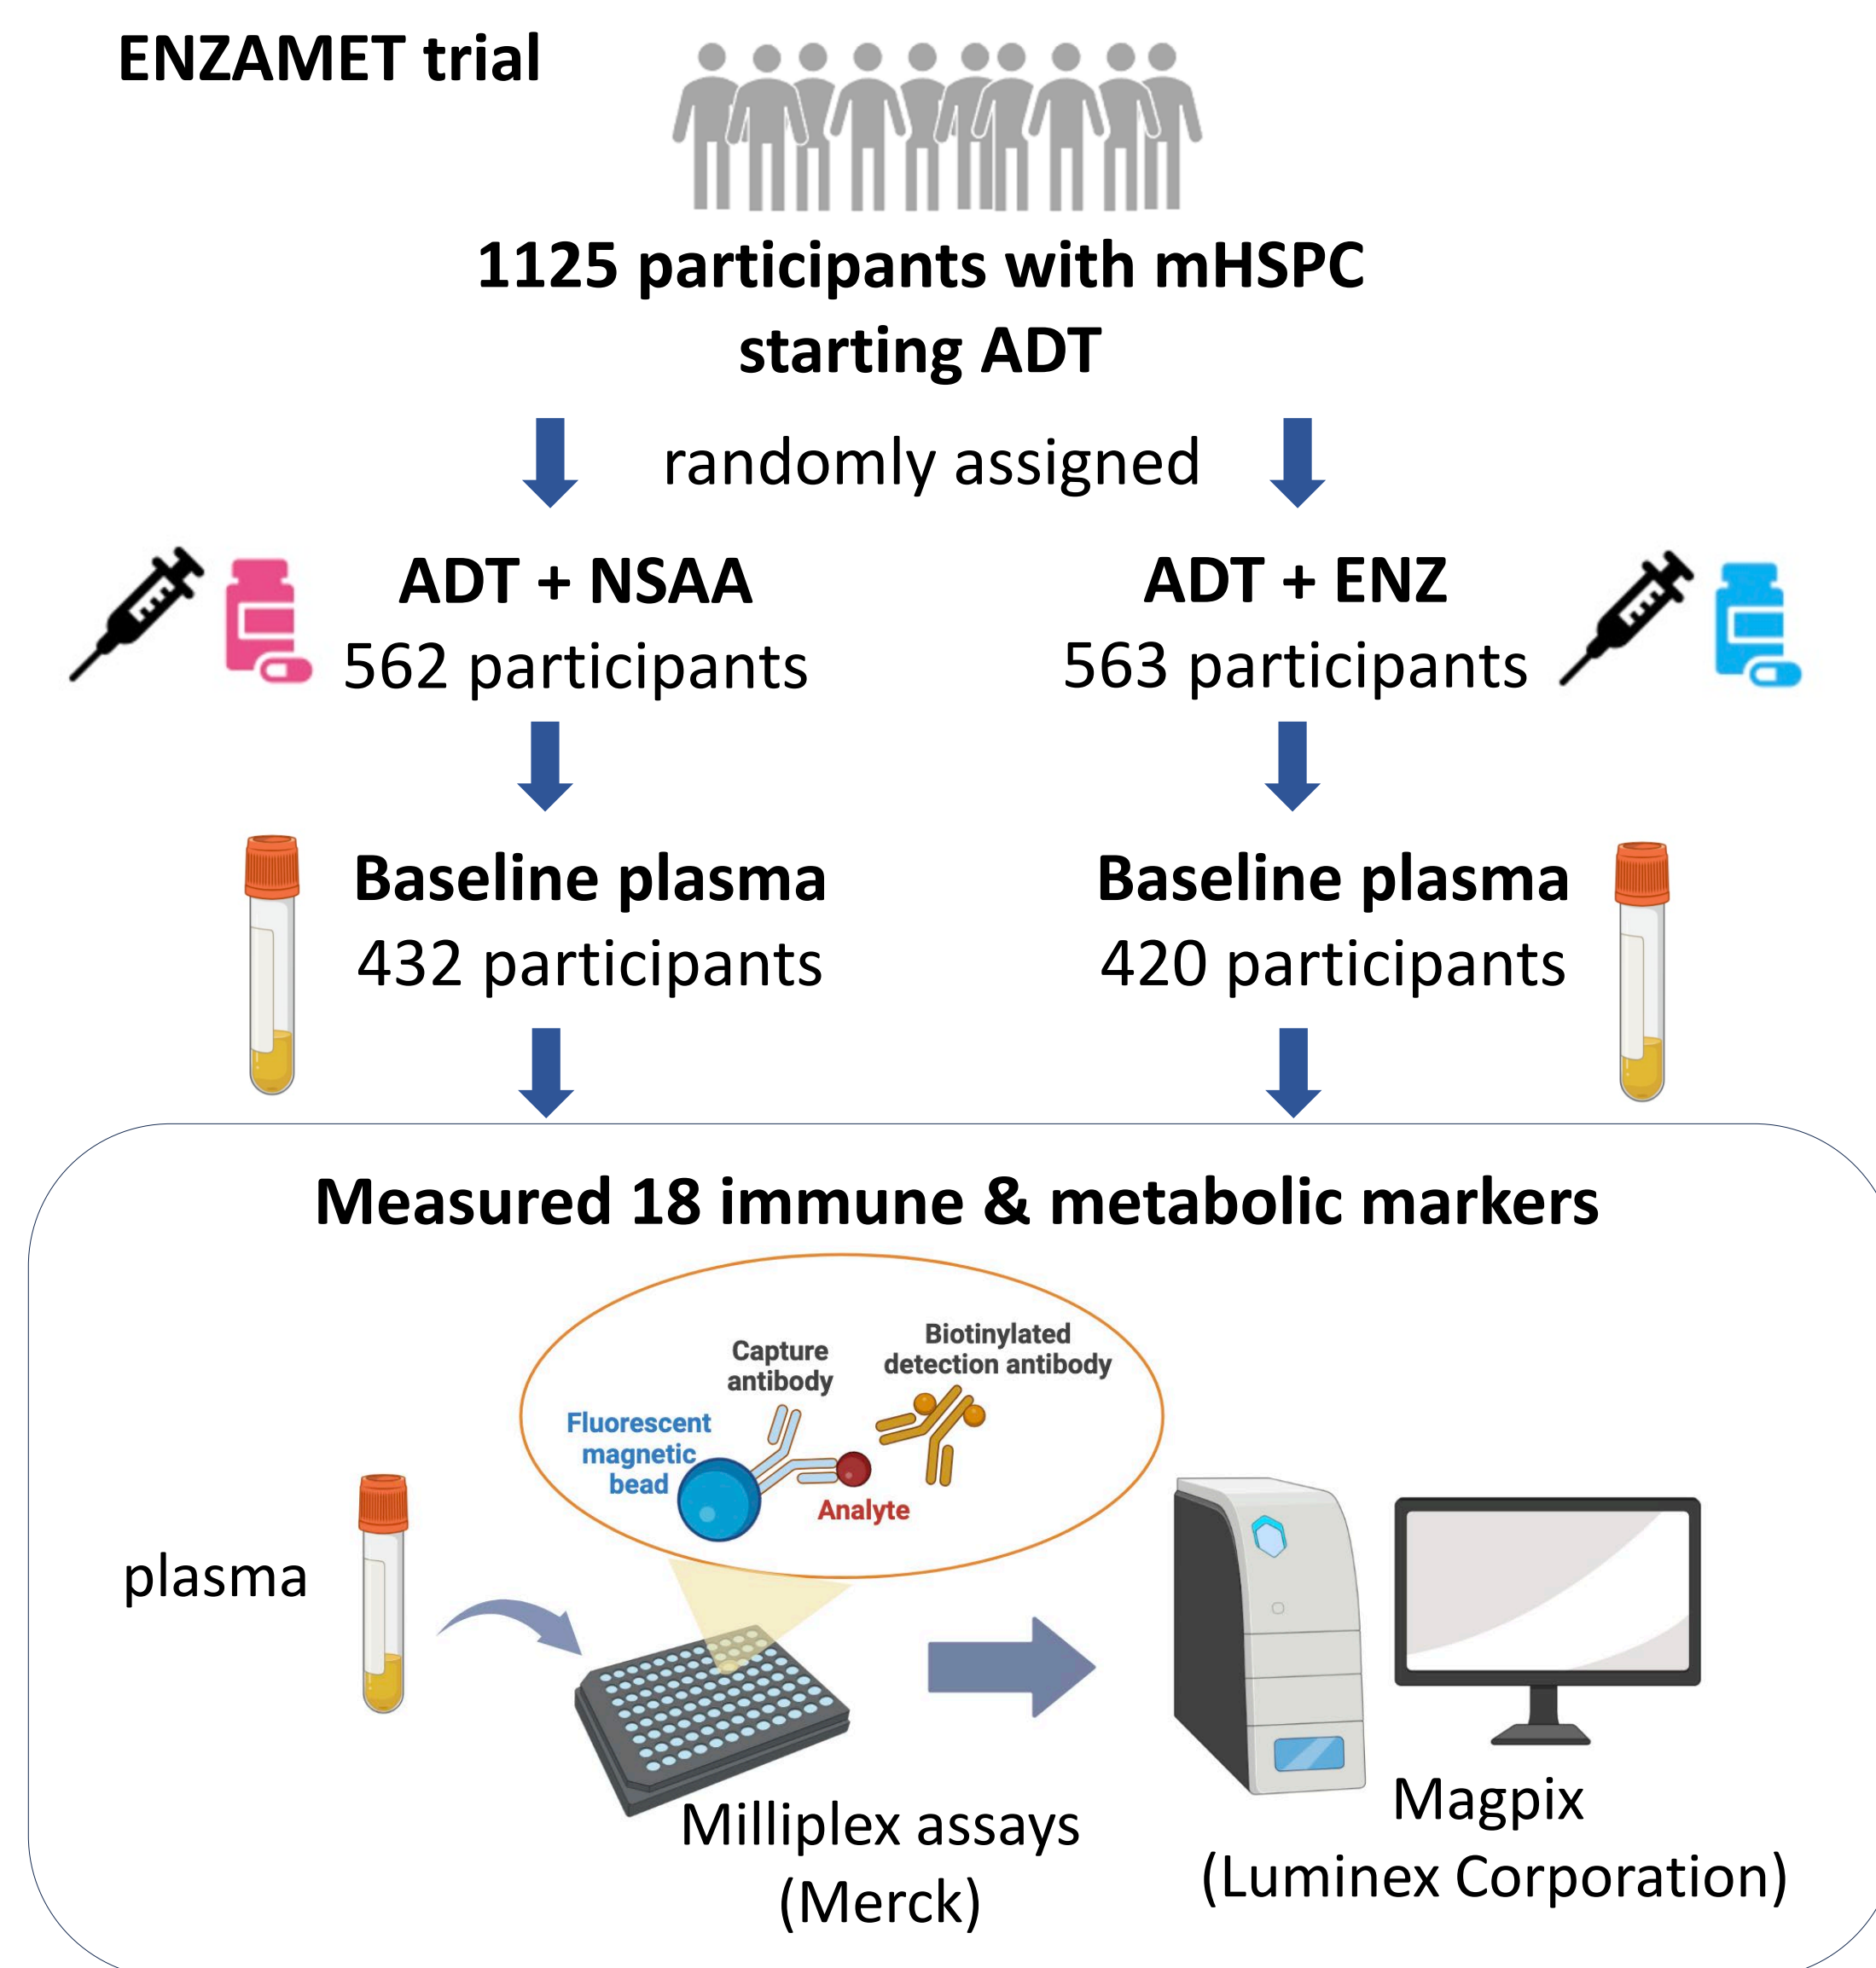 ENZAMET trial
1125 participants with mHSPC
starting ADT
randomly assigned
ADT + NSAA
562 participants
ADT + ENZ
563 participants
Baseline plasma
432 participants
Baseline plasma
420 participants
Measured 18 immune & metabolic markers
Capture
antibody
Biotinylated
detection antibody
Fluorescent
magnetic
bead
Analyte
plasma
Milliplex assays
(Merck)
Magpix
(Luminex Corporation)